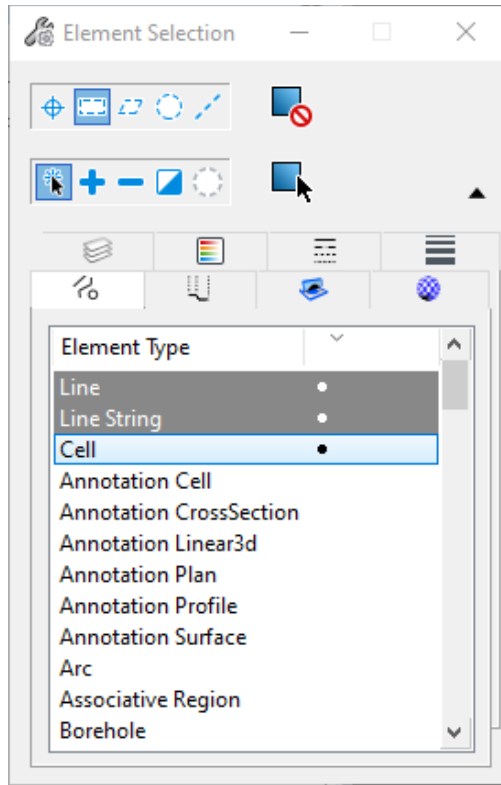 Element Selection
Element Type
Line
Line String
Cell
Annotation Cell
Annotation CrossSection
Annotation Linear3d
Annotation Plan
Annotation Profile
Annotation Surface
Arc
Associative Region
Borehole